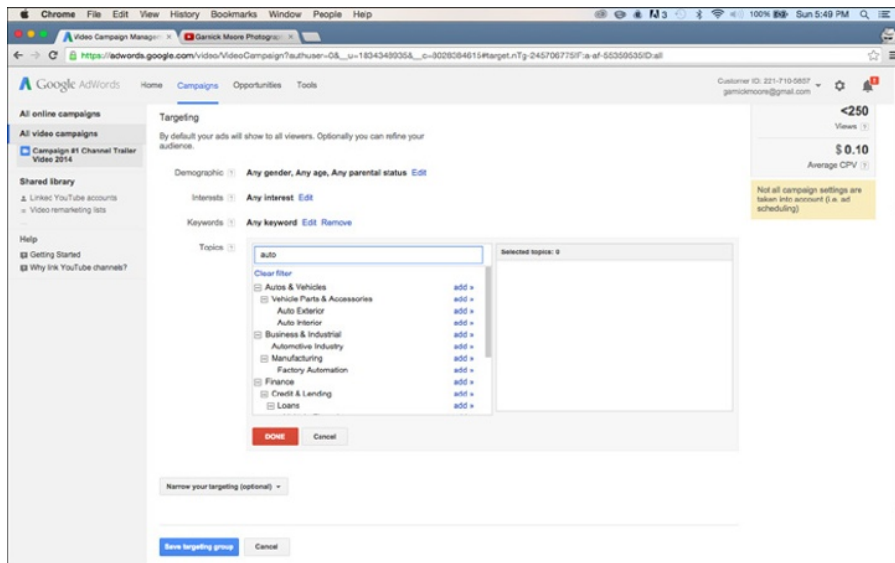 Chrome File Edit View History Bookmarks Window People Help
3 100% Sun 5:49 PM
Video Campaign Manager
Garnick Moore Photograp
https://adwords.google.com/video/VideoCampaign?authuser=0&__u=1834348935&__c=8028384615#target.nTg-245706775IF:a-af-55359535ID:all
Google AdWords Home Campaigns Opportunities Tools
Customer ID: 221-710-5857
garnickmoore@gmail.com
All online campaigns
All video campaigns
Campaign #1 Channel Trailer
Video 2014
Shared library
Linked YouTube accounts
Video remarketing lists
Help
Getting Started
Why link YouTube channels?
Targeting
By default your ads will show to all viewers. Optionally you can refine your
audience.
Demographic ? Any gender, Any age, Any parental status Edit
Interests ? Any interest Edit
Keywords ? Any keyword Edit Remove
Topics ?
auto
Clear filter
Autos & Vehicles add »
Vehicle Parts & Accessories add »
Auto Exterior add »
Auto Interior add »
Business & Industrial add »
Automotive Industry add »
Manufacturing add »
Factory Automation add »
Finance add »
Credit & Lending add »
Loans add »
Selected topics: 0
DONE Cancel
Narrow your targeting (optional)
Save targeting group Cancel
<250
Views ?
$ 0.10
Average CPV ?
Not all campaign settings are
taken into account (i.e. ad
scheduling)